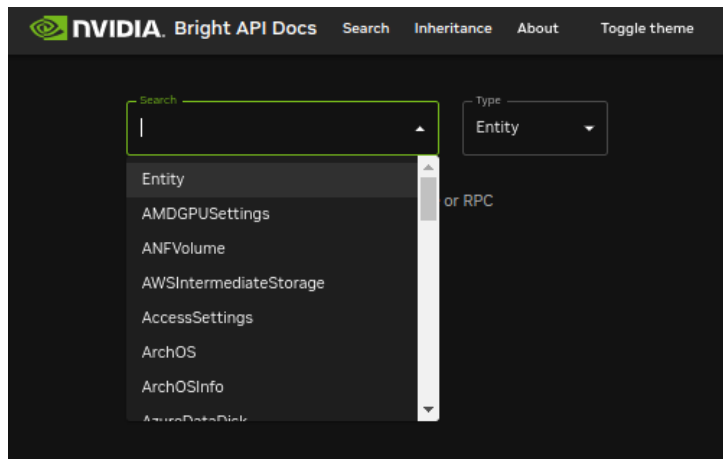 NVIDIA. Bright API Docs Search Inheritance About Toggle theme
Search
Type
Entity
Entity
or RPC
AMDGPUSettings
ANFVolume
AWSIntermediateStorage
AccessSettings
ArchOS
ArchOSInfo
AzureDataDisk